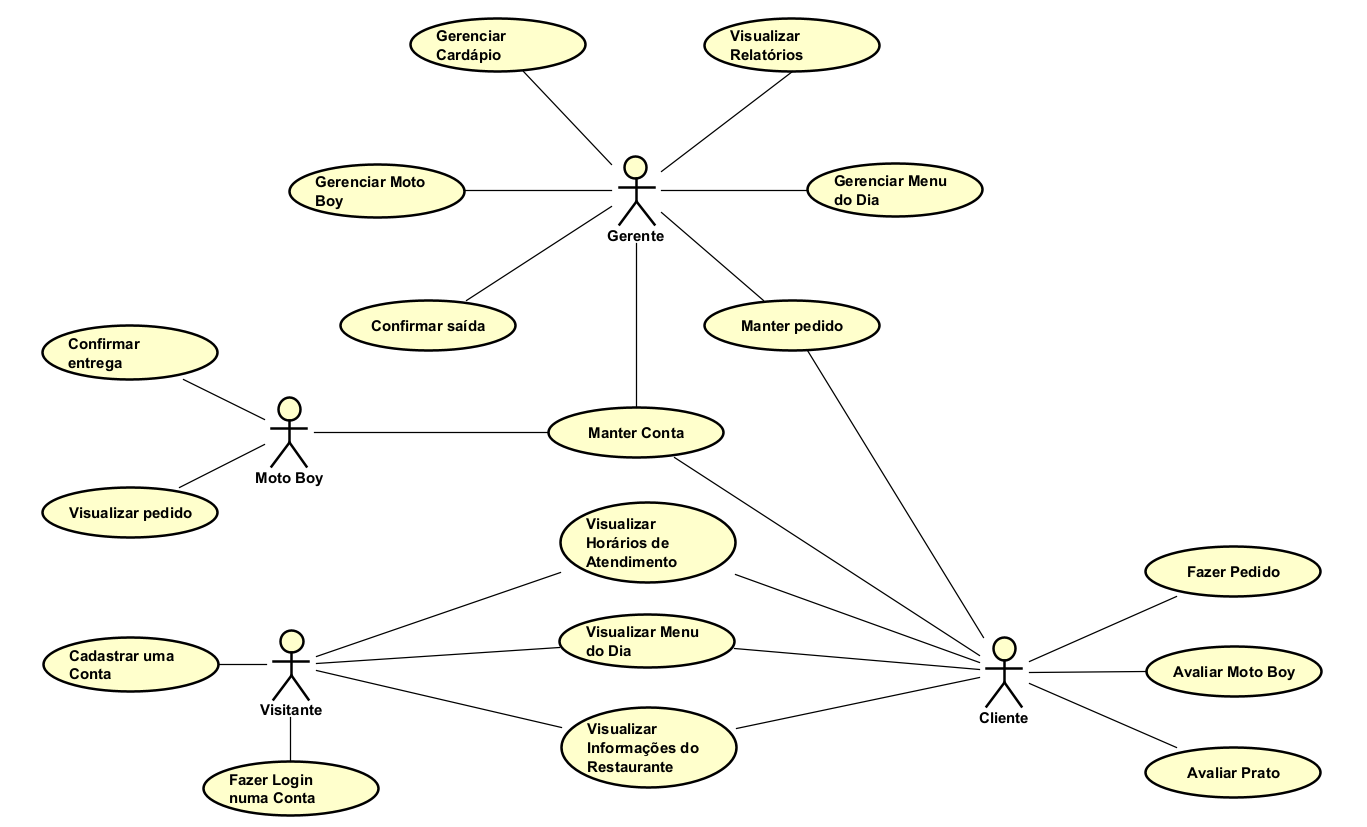 Gerenciar
Cardápio
Visualizar
Relatórios
Gerenciar Moto
Boy
Gerente
Gerenciar Menu
do Dia
Confirmar saída
Manter pedido
Confirmar
entrega
Moto Boy
Manter Conta
Visualizar pedido
Visualizar
Horários de
Atendimento
Fazer Pedido
Cadastrar uma
Conta
Visitante
Visualizar Menu
do Dia
Cliente
Avaliar Moto Boy
Visualizar
Informações do
Restaurante
Fazer Login
numa Conta
Avaliar Prato